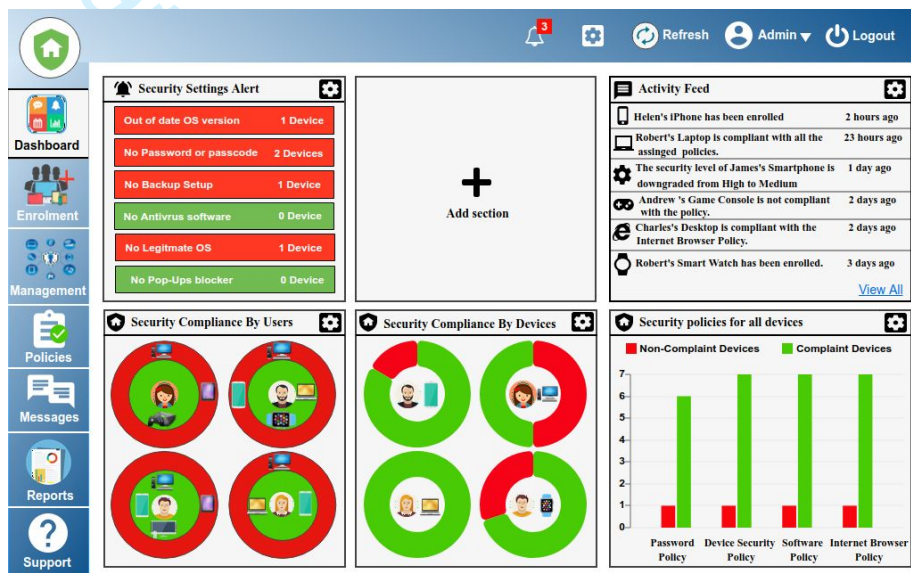 3
Refresh
Admin
Logout
Dashboard
Enrolment
Management
Policies
Messages
Reports
Support
Security Settings Alert
Out of date OS version 1 Device
No Password or passcode 2 Devices
No Backup Setup 1 Device
No Antivrus software 0 Device
No Legitmate OS 1 Device
No Pop-Ups blocker 0 Device
Add section
Activity Feed
Helen's iPhone has been enrolled 2 hours ago
Robert's Laptop is compliant with all the 23 hours ago
assinged policies.
The security level of James's Smartphone is 1 day ago
downgraded from High to Medium
Andrew 's Game Console is not compliant 2 days ago
with the policy.
Charles's Desktop is compliant with the 2 days ago
Internet Browser Policy.
Robert's Smart Watch has been enrolled. 3 days ago
View All
Security Compliance By Users
Security Compliance By Devices
Security policies for all devices
Non-Complaint Devices Complaint Devices
7
6
5
4
3
2
1
0
Password Device Security Software Internet Browser
Policy Policy Policy Policy